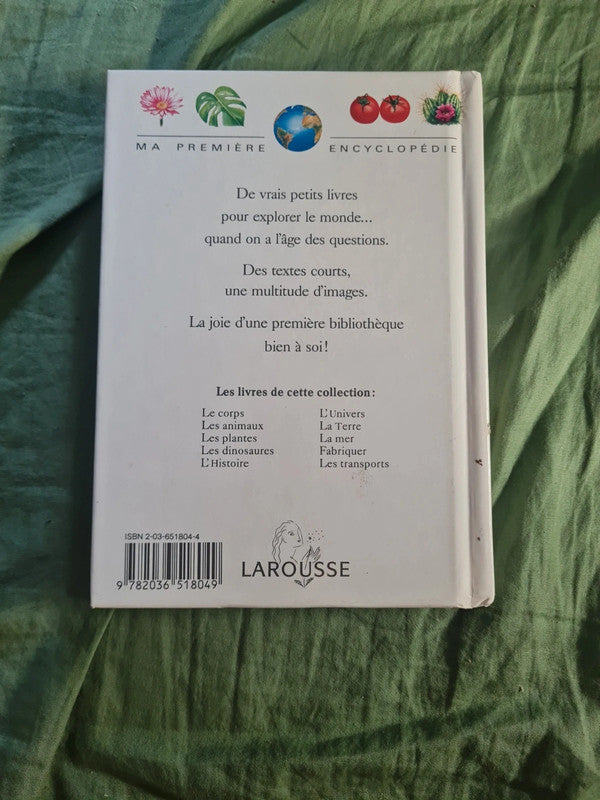 MA PREMIÈRE ENCYCLOPÉDIE
De vrais petits livres
pour explorer le monde...
quand on a l'âge des questions.
Des textes courts,
une multitude d'images.
La joie d'une première bibliothèque
bien à soi !
Les livres de cette collection :
Le corps
Les animaux
Les plantes
Les dinosaures
L'Histoire
L'Univers
La Terre
La mer
Fabriquer
Les transports
ISBN 2-03-651804-4
9 782036 518049
LAROUSSE